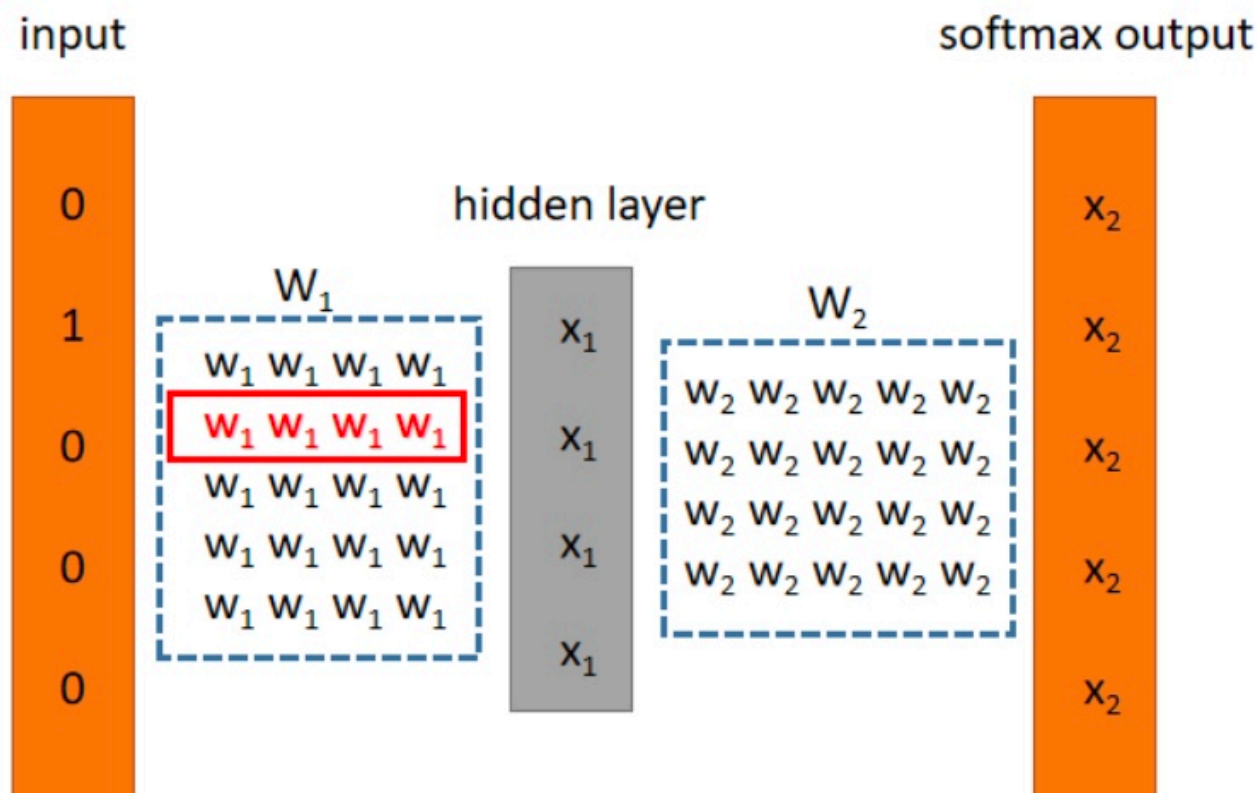 input
softmax output
0
1
0
0
0
hidden layer
W₁
w₁ w₁ w₁ w₁
w₁ w₁ w₁ w₁
w₁ w₁ w₁ w₁
w₁ w₁ w₁ w₁
w₁ w₁ w₁ w₁
x₁
x₁
x₁
x₁
W₂
w₂ w₂ w₂ w₂ w₂
w₂ w₂ w₂ w₂ w₂
w₂ w₂ w₂ w₂ w₂
w₂ w₂ w₂ w₂ w₂
x₂
x₂
x₂
x₂
x₂